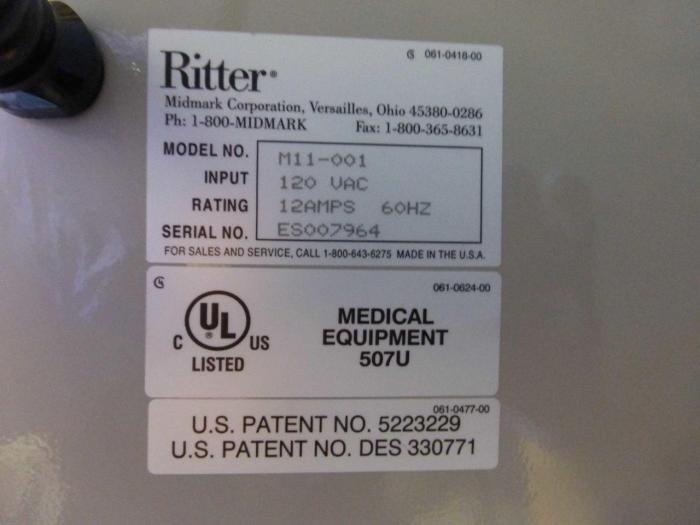 061-0418-00
Ritter®
Midmark Corporation, Versailles, Ohio 45380-0286
Ph: 1-800-MIDMARK Fax: 1-800-365-8631
MODEL NO. M11-001
INPUT 120 VAC
RATING 12AMPS 60HZ
SERIAL NO. ES007964
FOR SALES AND SERVICE, CALL 1-800-643-6275 MADE IN THE U.S.A.
061-0624-00
C UL® US
LISTED
MEDICAL
EQUIPMENT
507U
061-0477-00
U.S. PATENT NO. 5223229
U.S. PATENT NO. DES 330771